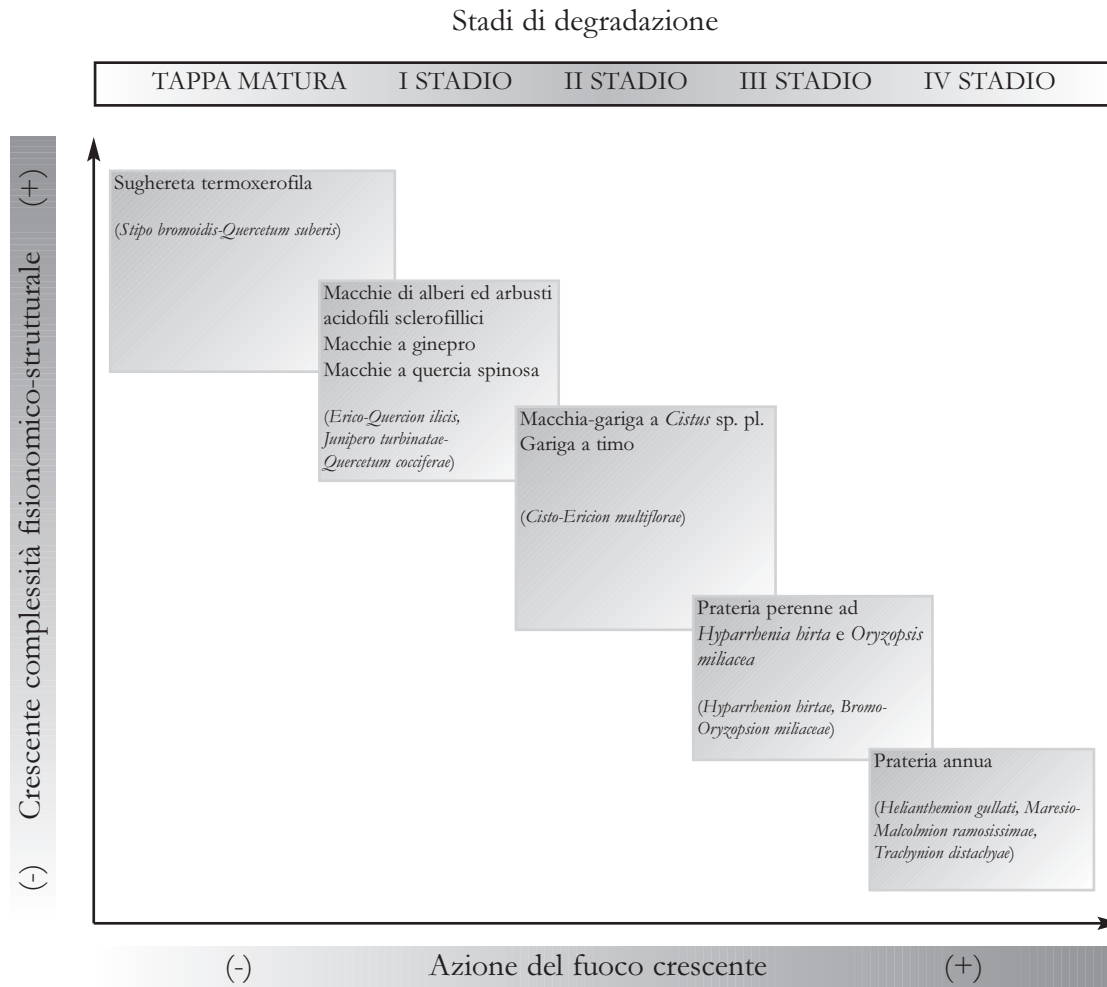 Stadi di degradazione
TAPPA MATURA I STADIO II STADIO III STADIO IV STADIO
(-) Crescente complessità fisionomico-strutturale (+)
Sughereta termoxerofila
(Stipo bromoidis-Quercetum suberis)
Macchie di alberi ed arbusti
acidofili sclerofillici
Macchie a ginepro
Macchie a quercia spinosa
(Erico-Quercion ilicis,
Junipero turbinatae-
Quercetum cocciferae)
Macchia-gariga a Cistus sp. pl.
Gariga a timo
(Cisto-Ericion multiflorae)
Prateria perenne ad
Hyparrhenia hirta e Oryzopsis
miliacea
(Hyparrhenion hirtae, Bromo-
Oryzopsion miliaceae)
Prateria annua
(Helianthemion gullati, Maresio-
Malcolmion ramosissimae,
Trachynion distachyae)
(-) Azione del fuoco crescente (+)